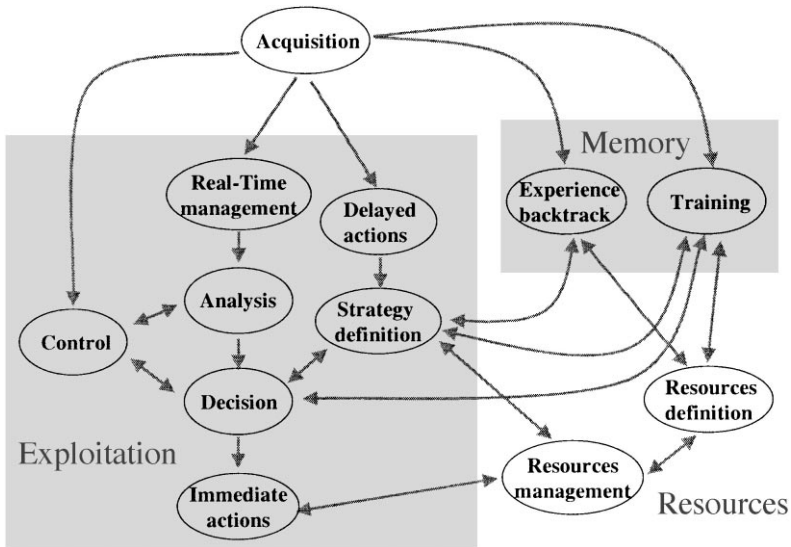 Acquisition
Memory
Real-Time
management
Delayed
actions
Experience
backtrack
Training
Analysis
Strategy
definition
Control
Decision
Resources
definition
Exploitation
Immediate
actions
Resources
management
Resources